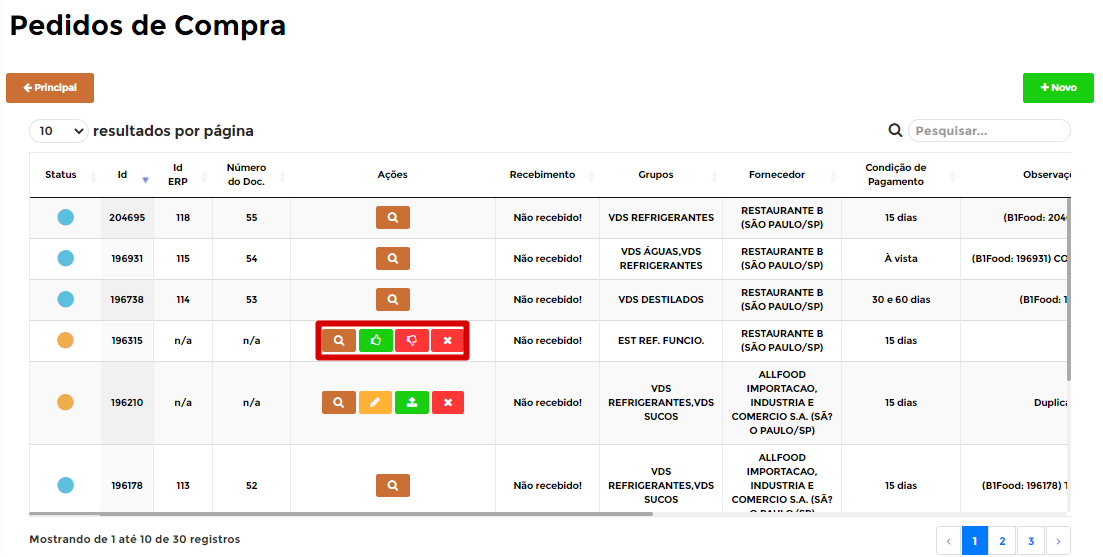 Pedidos de Compra
Principal
Novo
10 resultados por página
Pesquisar...
Status Id Id ERP Número do Doc. Ações Recebimento Grupos Fornecedor Condição de Pagamento Observaç
204695 118 55 Não recebido! VDS REFRIGERANTES RESTAURANTE B (SÃO PAULO/SP) 15 dias (B1Food: 204
196931 115 54 Não recebido! VDS ÁGUAS,VDS REFRIGERANTES RESTAURANTE B (SÃO PAULO/SP) À vista (B1Food: 196931) CO
196738 114 53 Não recebido! VDS DESTILADOS RESTAURANTE B (SÃO PAULO/SP) 30 e 60 dias (B1Food: 1
196315 n/a n/a Não recebido! EST REF. FUNCIO. RESTAURANTE B (SÃO PAULO/SP) 15 dias
196210 n/a n/a Não recebido! VDS REFRIGERANTES,VDS SUCOS ALLFOOD IMPORTACAO, INDUSTRIA E COMERCIO S.A. (SÃ?O PAULO/SP) 15 dias Duplic
196178 113 52 Não recebido! VDS REFRIGERANTES,VDS SUCOS ALLFOOD IMPORTACAO, INDUSTRIA E COMERCIO S.A. (SÃ?O PAULO/SP) 15 dias (B1Food: 196178) T
Mostrando de 1 até 10 de 30 registros
‹ 1 2 3 ›